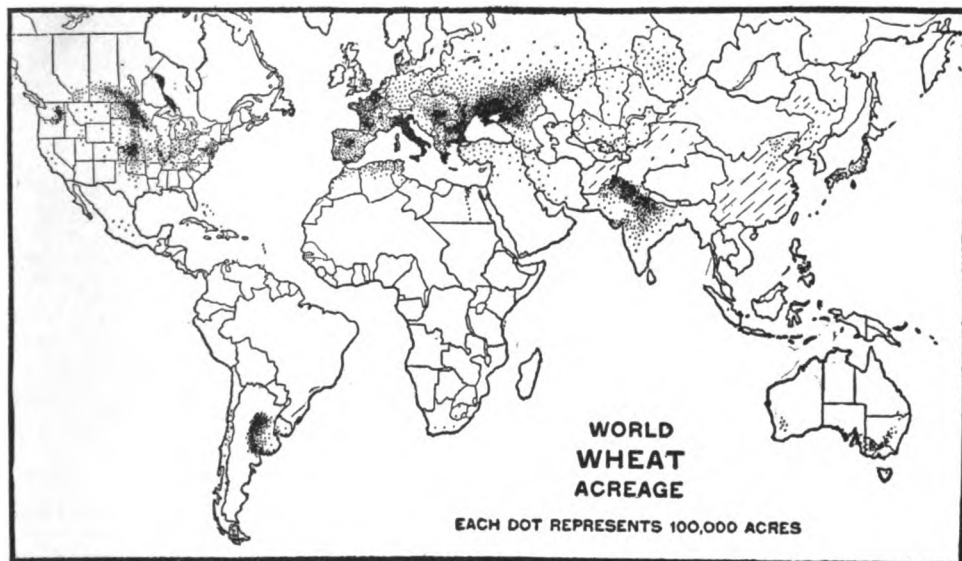 WORLD
WHEAT
ACREAGE
EACH DOT REPRESENTS 100,000 ACRES